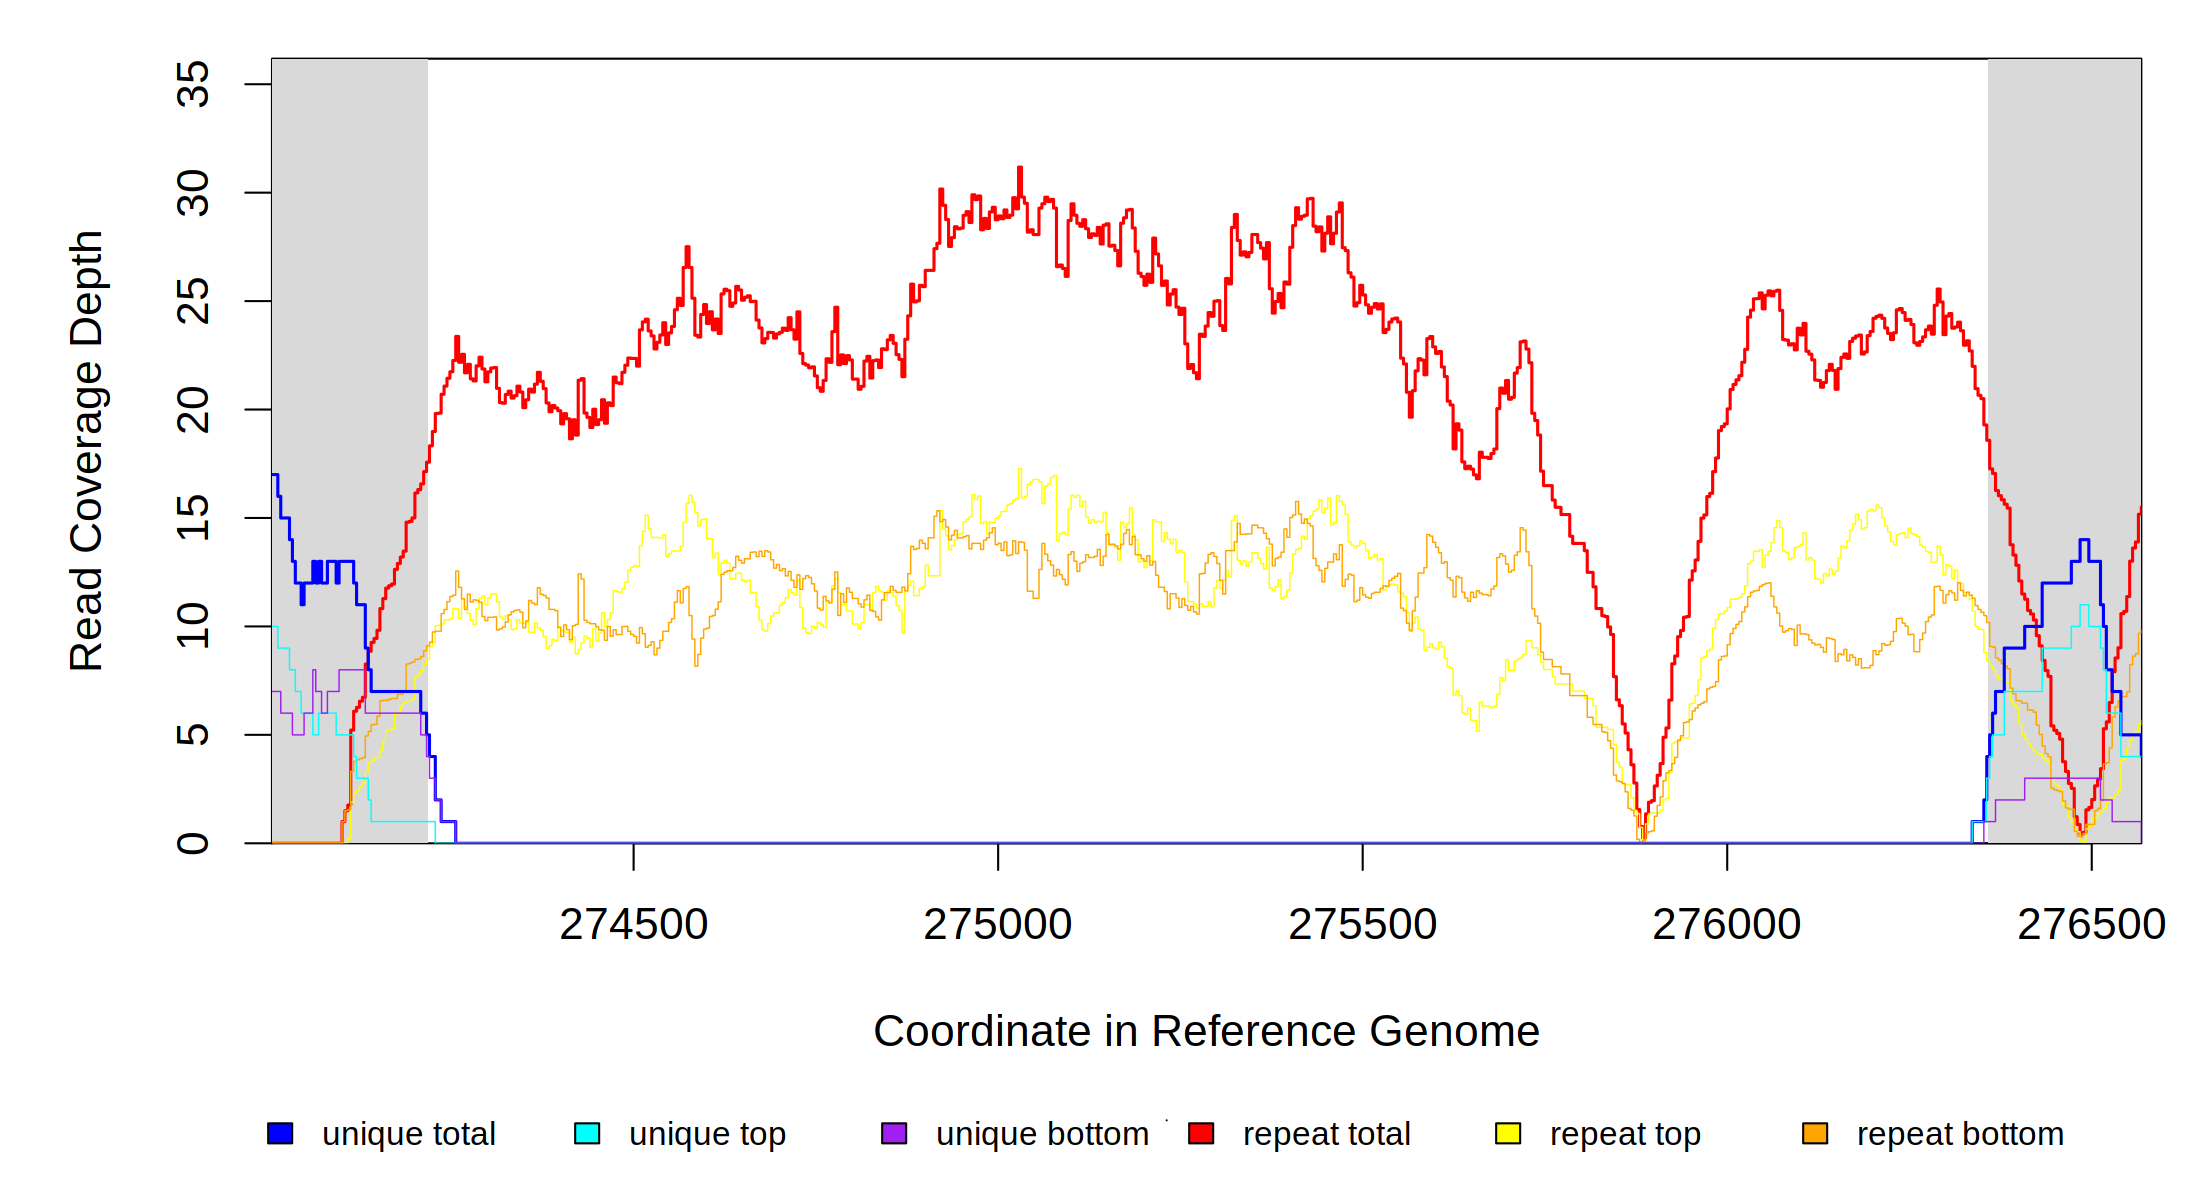 Read Coverage Depth
35
30
25
20
15
10
5
0
274500 275000 275500 276000 276500
Coordinate in Reference Genome
unique total unique top unique bottom repeat total repeat top repeat bottom